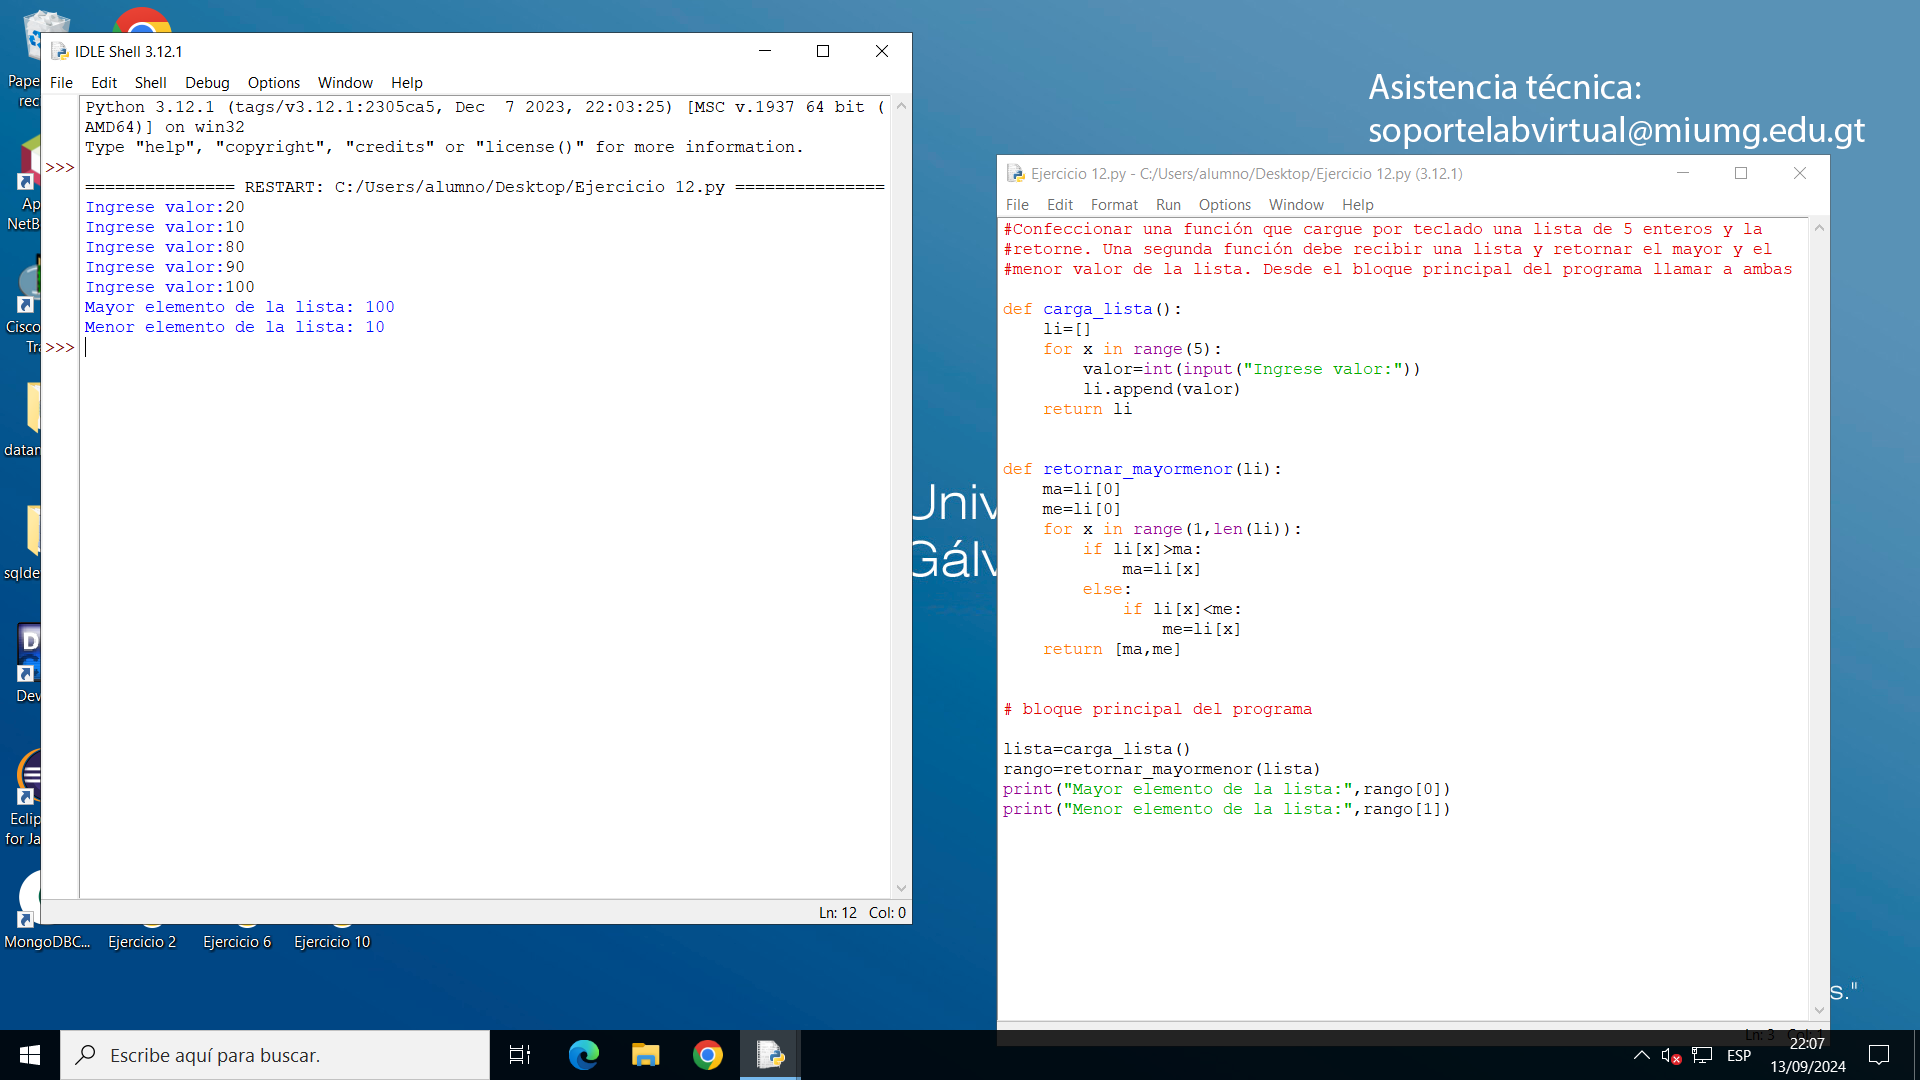 Asistencia técnica:
soportelabvirtual@miumg.edu.gt
IDLE Shell 3.12.1
File Edit Shell Debug Options Window Help
Python 3.12.1 (tags/v3.12.1:2305ca5, Dec  7 2023, 22:03:25) [MSC v.1937 64 bit (
AMD64)] on win32
Type "help", "copyright", "credits" or "license()" for more information.
>>>
=============== RESTART: C:/Users/alumno/Desktop/Ejercicio 12.py ===============
Ingrese valor:20
Ingrese valor:10
Ingrese valor:80
Ingrese valor:90
Ingrese valor:100
Mayor elemento de la lista: 100
Menor elemento de la lista: 10
>>>
Ln: 12 Col: 0
Ejercicio 12.py - C:/Users/alumno/Desktop/Ejercicio 12.py (3.12.1)
File Edit Format Run Options Window Help
#Confeccionar una función que cargue por teclado una lista de 5 enteros y la
#retorne. Una segunda función debe recibir una lista y retornar el mayor y el
#menor valor de la lista. Desde el bloque principal del programa llamar a ambas
def carga_lista():
    li=[]
    for x in range(5):
        valor=int(input("Ingrese valor:"))
        li.append(valor)
    return li
def retornar_mayormenor(li):
    ma=li[0]
    me=li[0]
    for x in range(1,len(li)):
        if li[x]>ma:
            ma=li[x]
        else:
            if li[x]<me:
                me=li[x]
    return [ma,me]
# bloque principal del programa
lista=carga_lista()
rango=retornar_mayormenor(lista)
print("Mayor elemento de la lista:",rango[0])
print("Menor elemento de la lista:",rango[1])
Ln: 3 Col: 1
Pape
rec
Ap
NetB
Cisco
Tra
datar
sqlde
Dev
Eclip
for Ja
MongoDBC...
Ejercicio 2
Ejercicio 6
Ejercicio 10
Univ
Gálv
s."
Escribe aquí para buscar.
ESP
22:07
13/09/2024